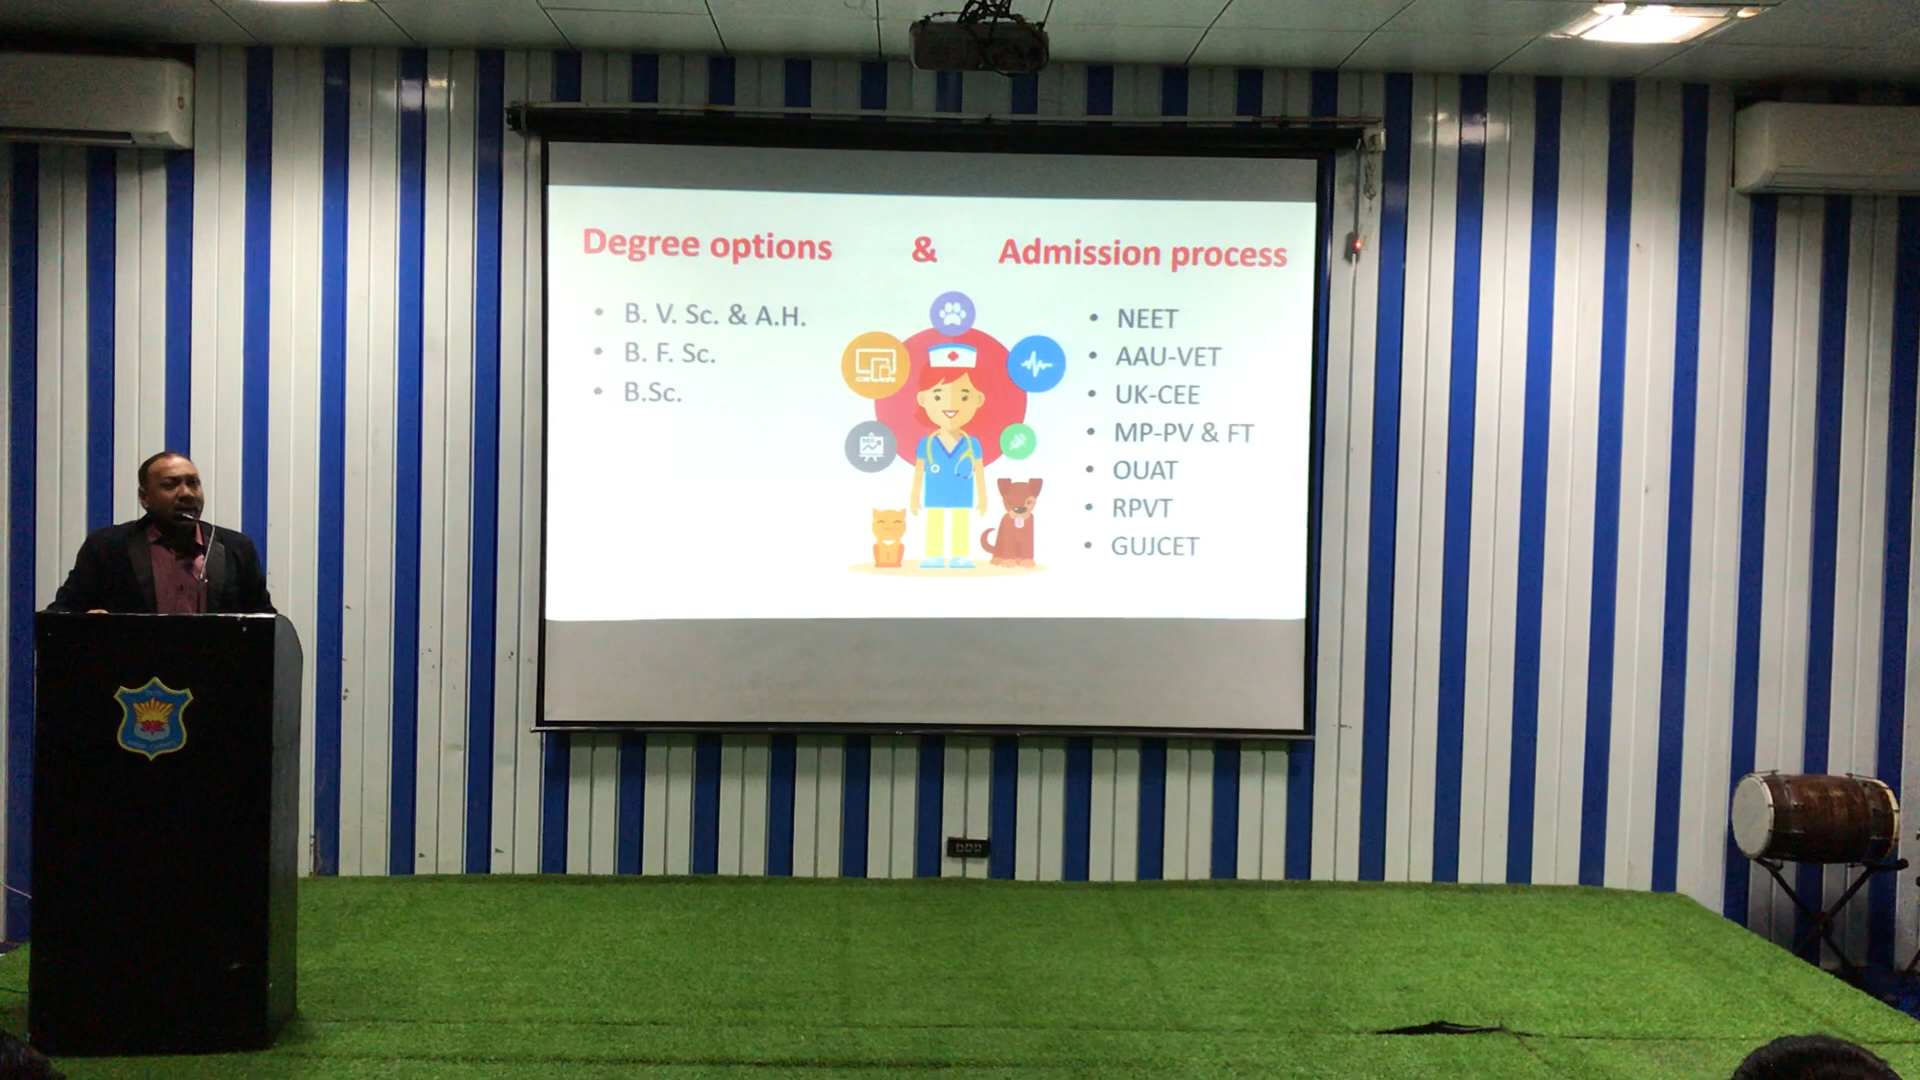 Degree options & Admission process
• B. V. Sc. & A.H.
• B. F. Sc.
• B.Sc.
• NEET
• AAU-VET
• UK-CEE
• MP-PV & FT
• OUAT
• RPVT
• GUJCET